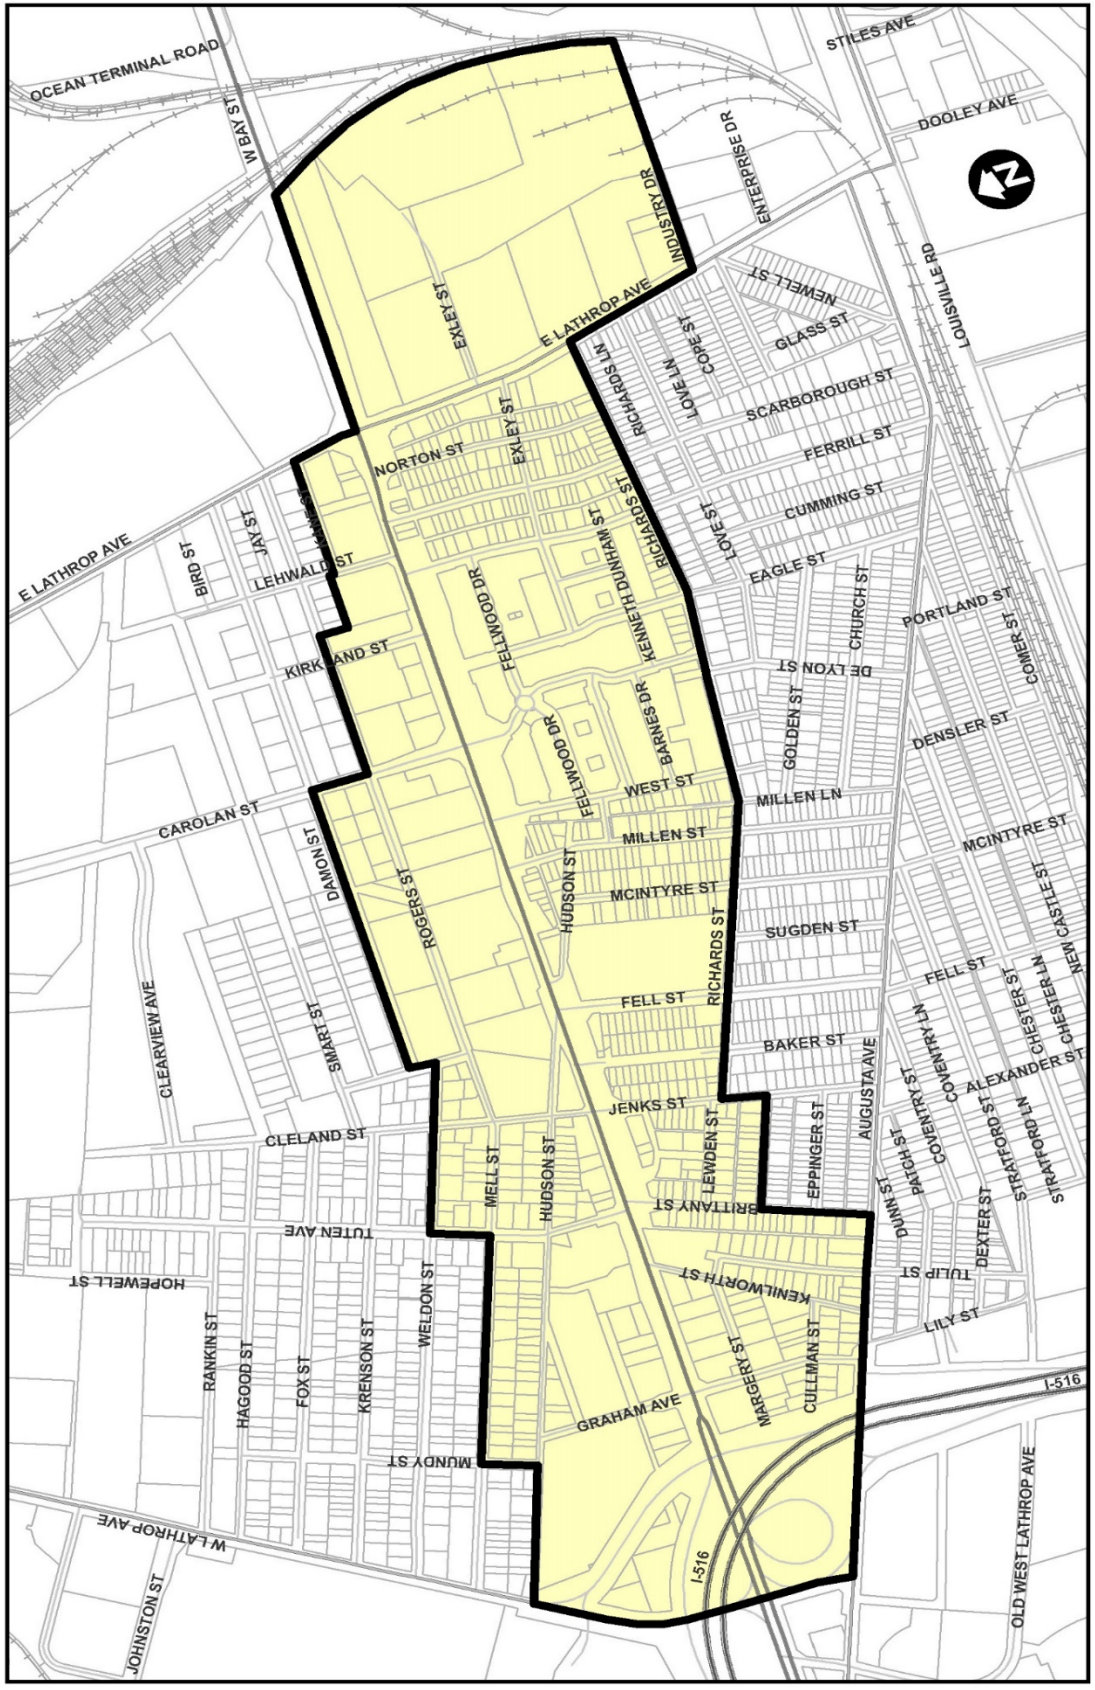 STILES AVE
OCEAN TERMINAL ROAD
W BAY ST
DOOLEY AVE
ENTERPRISE DR
N
INDUSTRY DR
LOUISVILLE RD
NEWELL ST
EXLEY ST
E LATHROP AVE
GLASS ST
COPE ST
RICHARDS LN
LOVE LN
SCARBOROUGH ST
EXLEY ST
NORTON ST
FERRILL ST
CUMMING ST
JAY ST
LOVE ST
RICHARDS ST
E LATHROP AVE
BIRD ST
LEHWALD ST
EAGLE ST
KENNETH DUNHAM ST
CHURCH ST
PORTLAND ST
FELLWOOD DR
COMER ST
KIRKLAND ST
DE LYON ST
GOLDEN ST
BARNES DR
DENSLER ST
FELLWOOD DR
WEST ST
MILLEN LN
CAROLAN ST
MILLEN ST
MCINTYRE ST
DAMON ST
HUDSON ST
MCINTYRE ST
ROGERS ST
NEW CASTLE ST
SUGDEN ST
RICHARDS ST
FELL ST
FELL ST
CLEARVIEW AVE
SMART ST
CHESTER ST
CHESTER LN
BAKER ST
COVENTRY LN
ALEXANDER ST
AUGUSTA AVE
JENKS ST
CLELAND ST
COVENTRY ST
STRATFORD ST
STRATFORD LN
PATCH ST
EPPINGER ST
LEWDEN ST
MELL ST
HUDSON ST
BRITTANY ST
DUNN ST
TUTEN AVE
DEXTER ST
TULIP ST
HOPEWELL ST
KENILWORTH ST
WELDON ST
LILY ST
RANKIN ST
HAGOOD ST
FOX ST
KRENSON ST
MARGERY ST
CULLMAN ST
I-516
GRAHAM AVE
MUNDY ST
W LATHROP AVE
OLD WEST LATHROP AVE
I-516
JOHNSTON ST